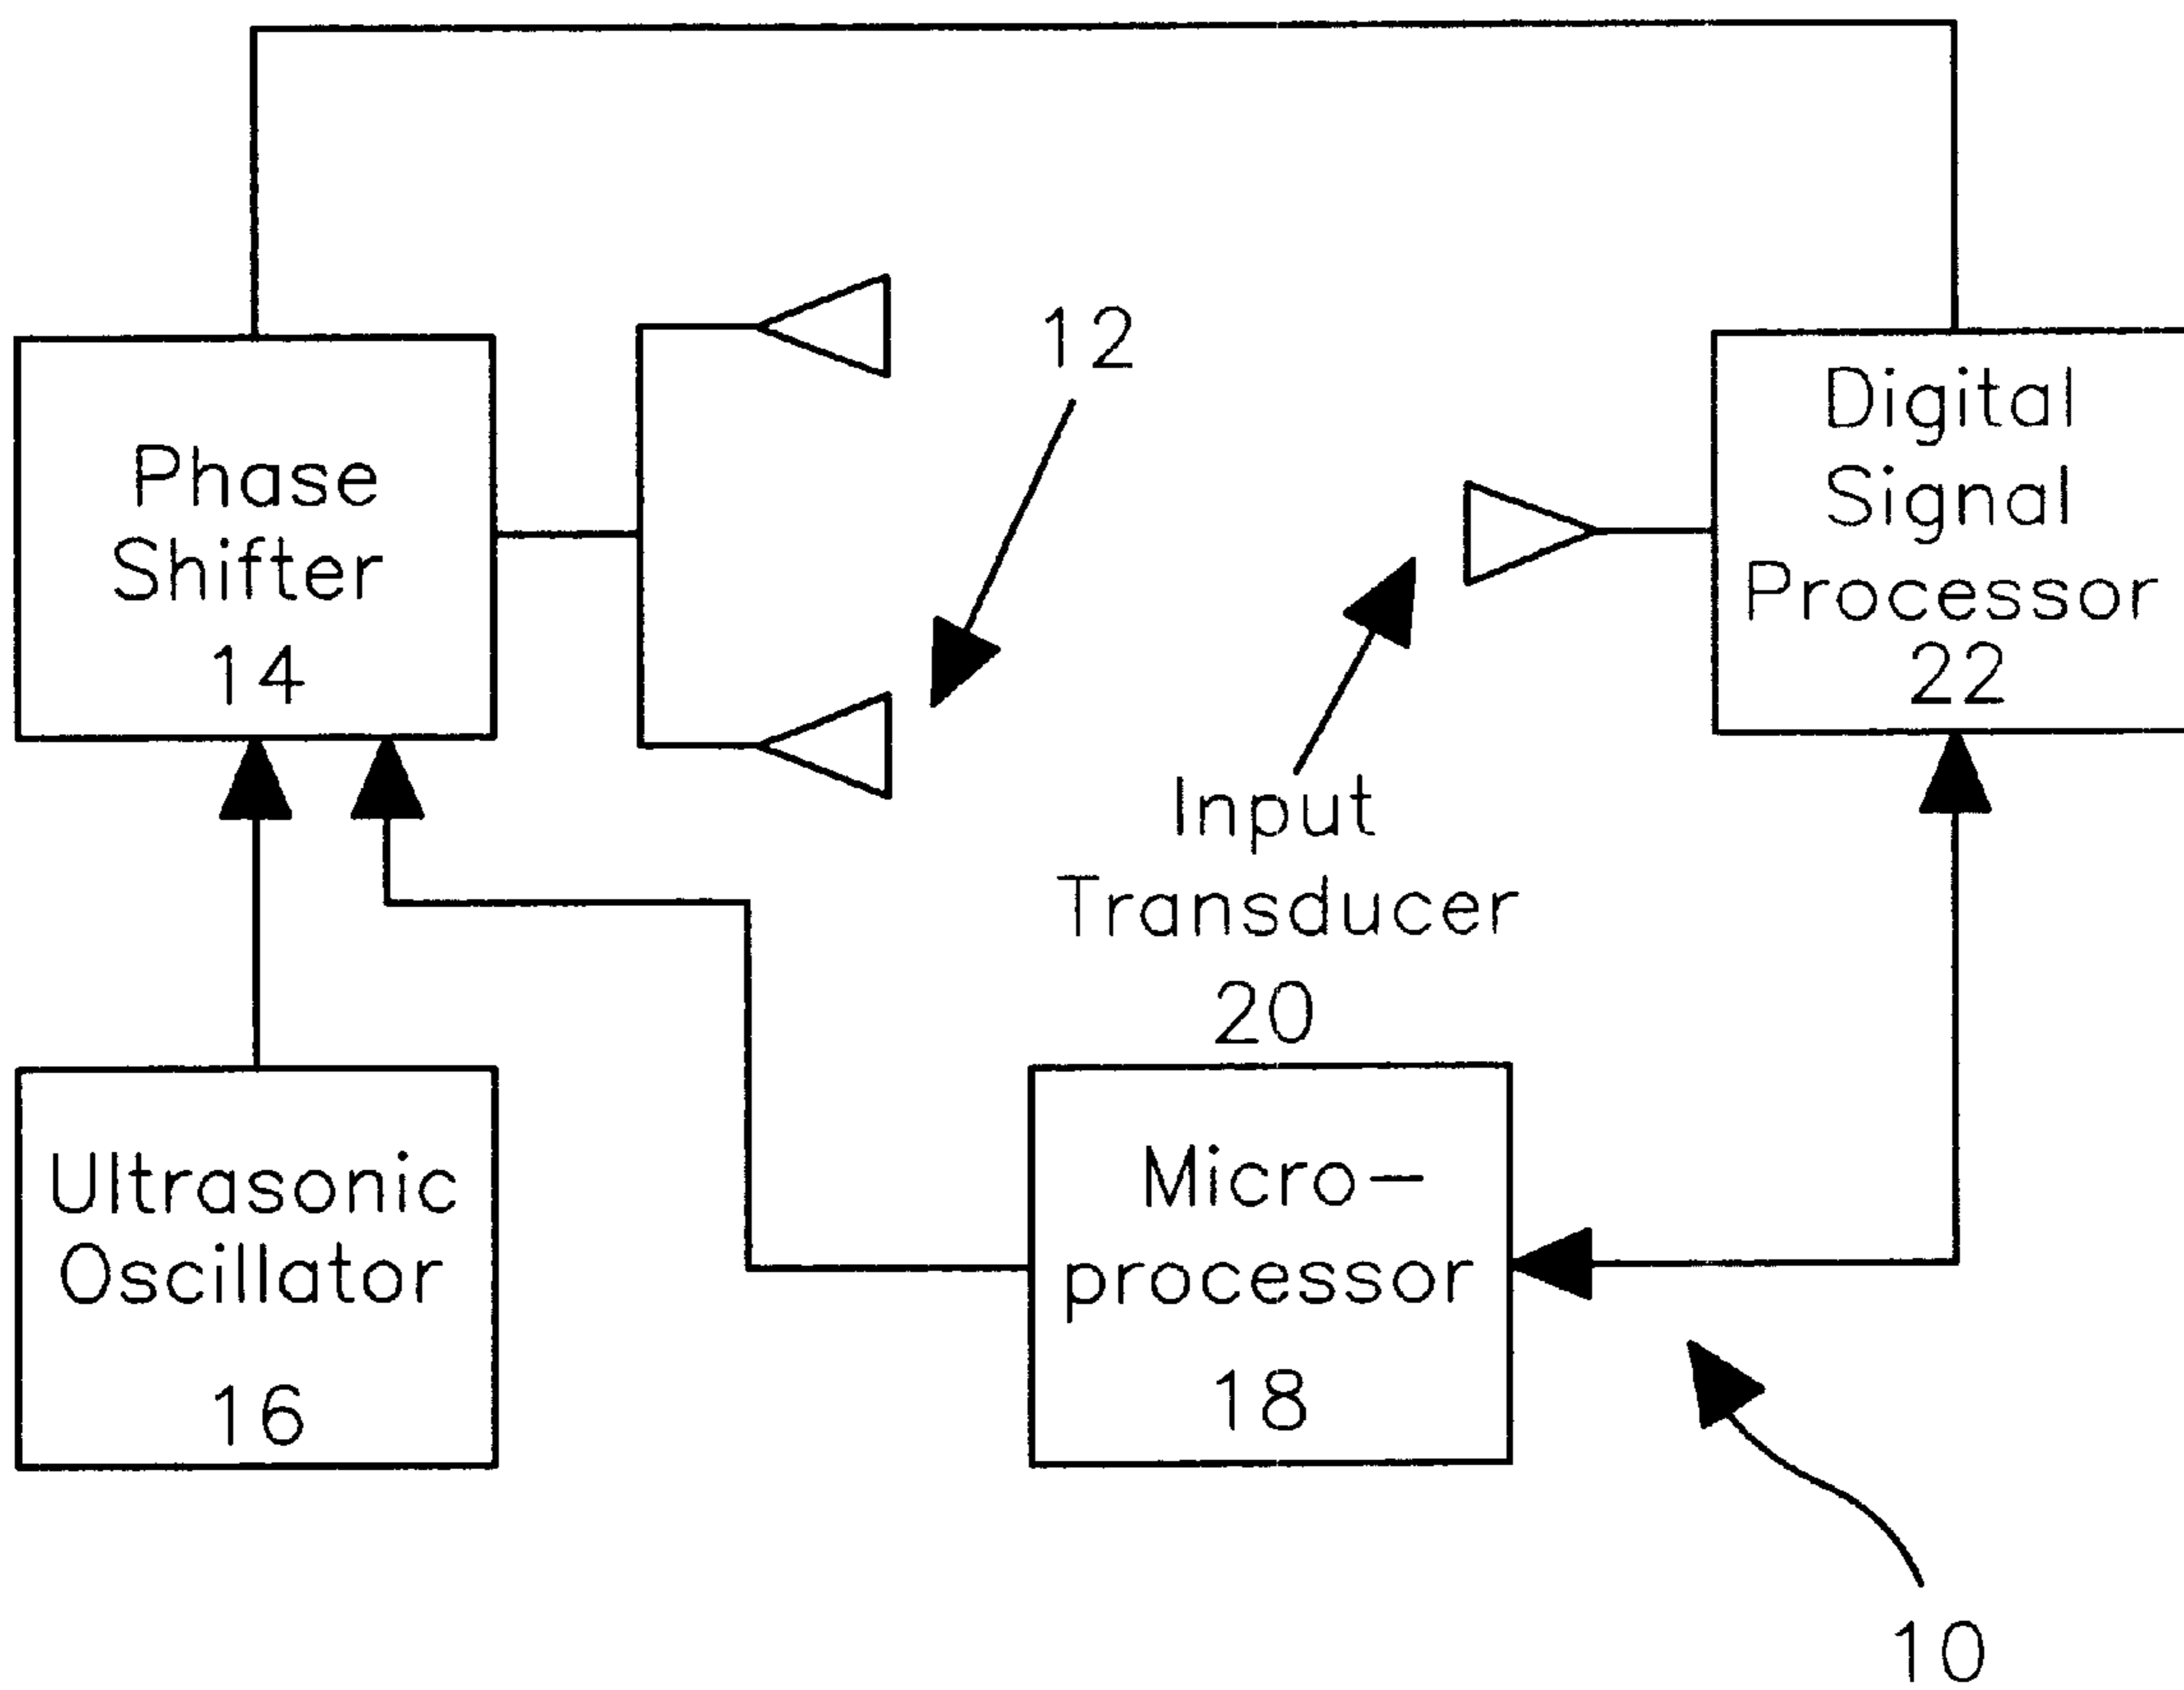 12
Phase
Shifter
14
Digital
Signal
Processor
22
Input
Transducer
20
Ultrasonic
Oscillator
16
Micro-
processor
18
10